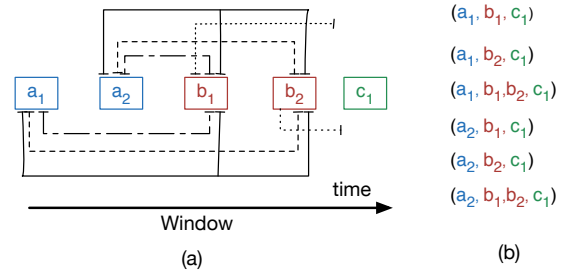 a1 a2 b1 b2 c1
time
Window
(a)
(a1, b1, c1)
(a1, b2, c1)
(a1, b1,b2, c1)
(a2, b1, c1)
(a2, b2, c1)
(a2, b1,b2, c1)
(b)